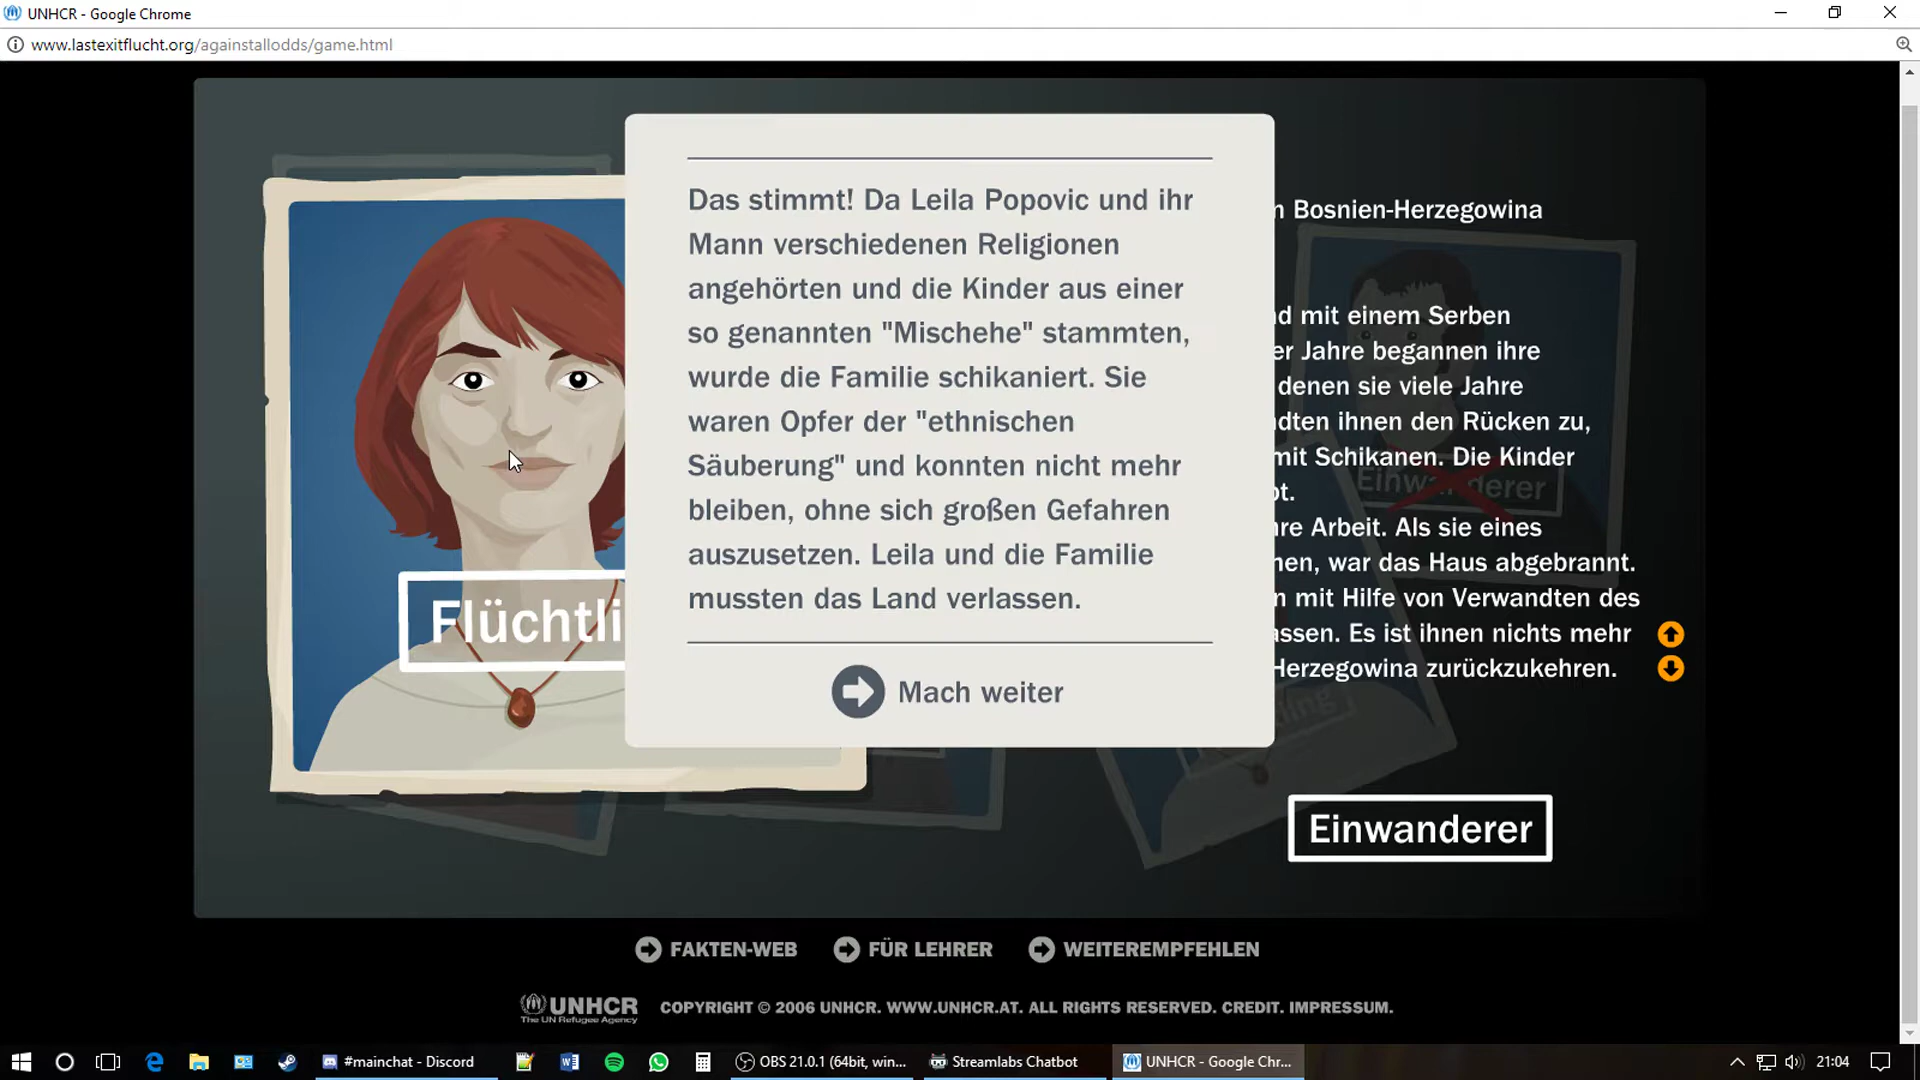 UNHCR - Google Chrome
www.lastexitflucht.org/againstallodds/game.html
Das stimmt! Da Leila Popovic und ihr
Mann verschiedenen Religionen
angehörten und die Kinder aus einer
so genannten "Mischehe" stammten,
wurde die Familie schikaniert. Sie
waren Opfer der "ethnischen
Säuberung" und konnten nicht mehr
bleiben, ohne sich großen Gefahren
auszusetzen. Leila und die Familie
mussten das Land verlassen.
Mach weiter
Flüchtli
n Bosnien-Herzegowina
d mit einem Serben
er Jahre begannen ihre
denen sie viele Jahre
dten ihnen den Rücken zu,
mit Schikanen. Die Kinder
bt.
hre Arbeit. Als sie eines
nen, war das Haus abgebrannt.
n mit Hilfe von Verwandten des
assen. Es ist ihnen nichts mehr
Herzegowina zurückzukehren.
Einwanderer
Einwanderer
FAKTEN-WEB
FÜR LEHRER
WEITEREMPFEHLEN
UNHCR
The UN Refugee Agency
COPYRIGHT © 2006 UNHCR. WWW.UNHCR.AT. ALL RIGHTS RESERVED. CREDIT. IMPRESSUM.
#mainchat - Discord
OBS 21.0.1 (64bit, win...
Streamlabs Chatbot
UNHCR - Google Chr...
21:04